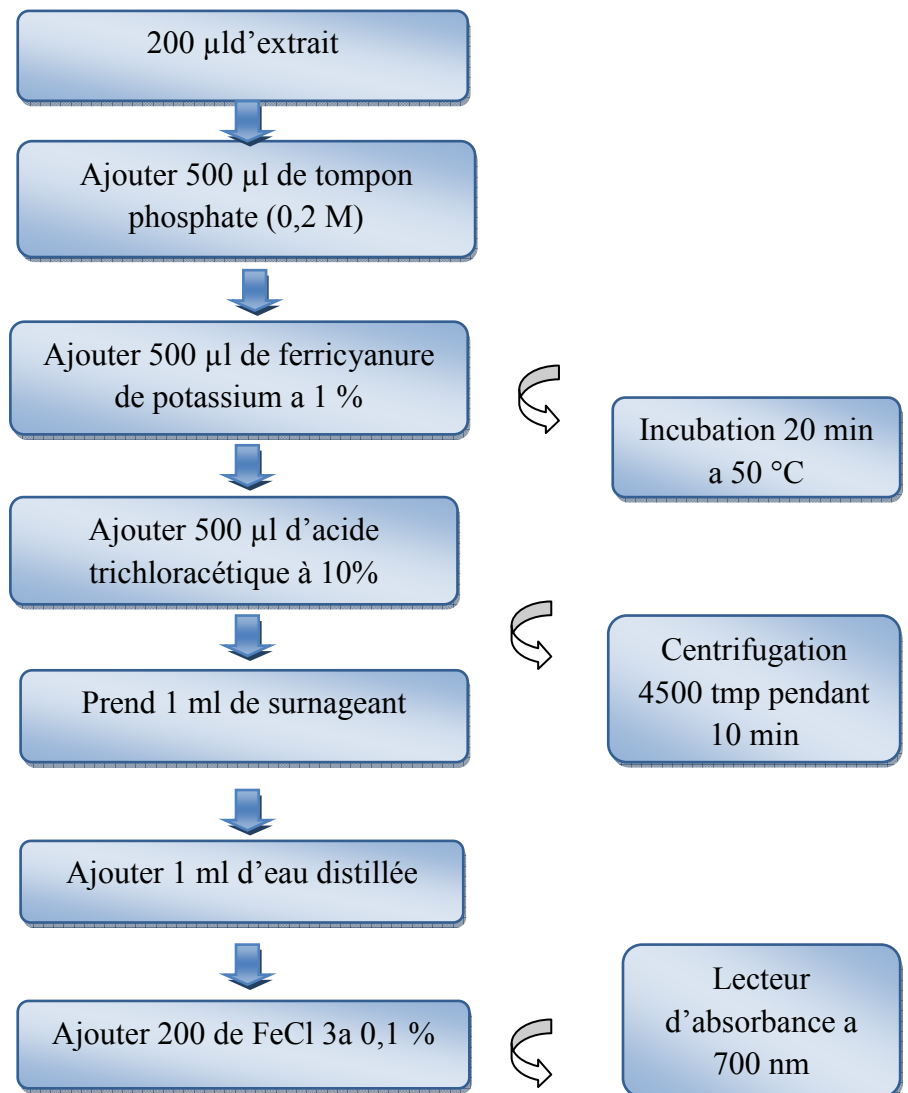 200 µld’extrait
Ajouter 500 µl de tompon
phosphate (0,2 M)
Ajouter 500 µl de ferricyanure
de potassium a 1 %
Incubation 20 min
a 50 °C
Ajouter 500 µl d’acide
trichloracétique à 10%
Centrifugation
4500 tmp pendant
10 min
Prend 1 ml de surnageant
Ajouter 1 ml d’eau distillée
Ajouter 200 de FeCl 3a 0,1 %
Lecteur
d’absorbance a
700 nm